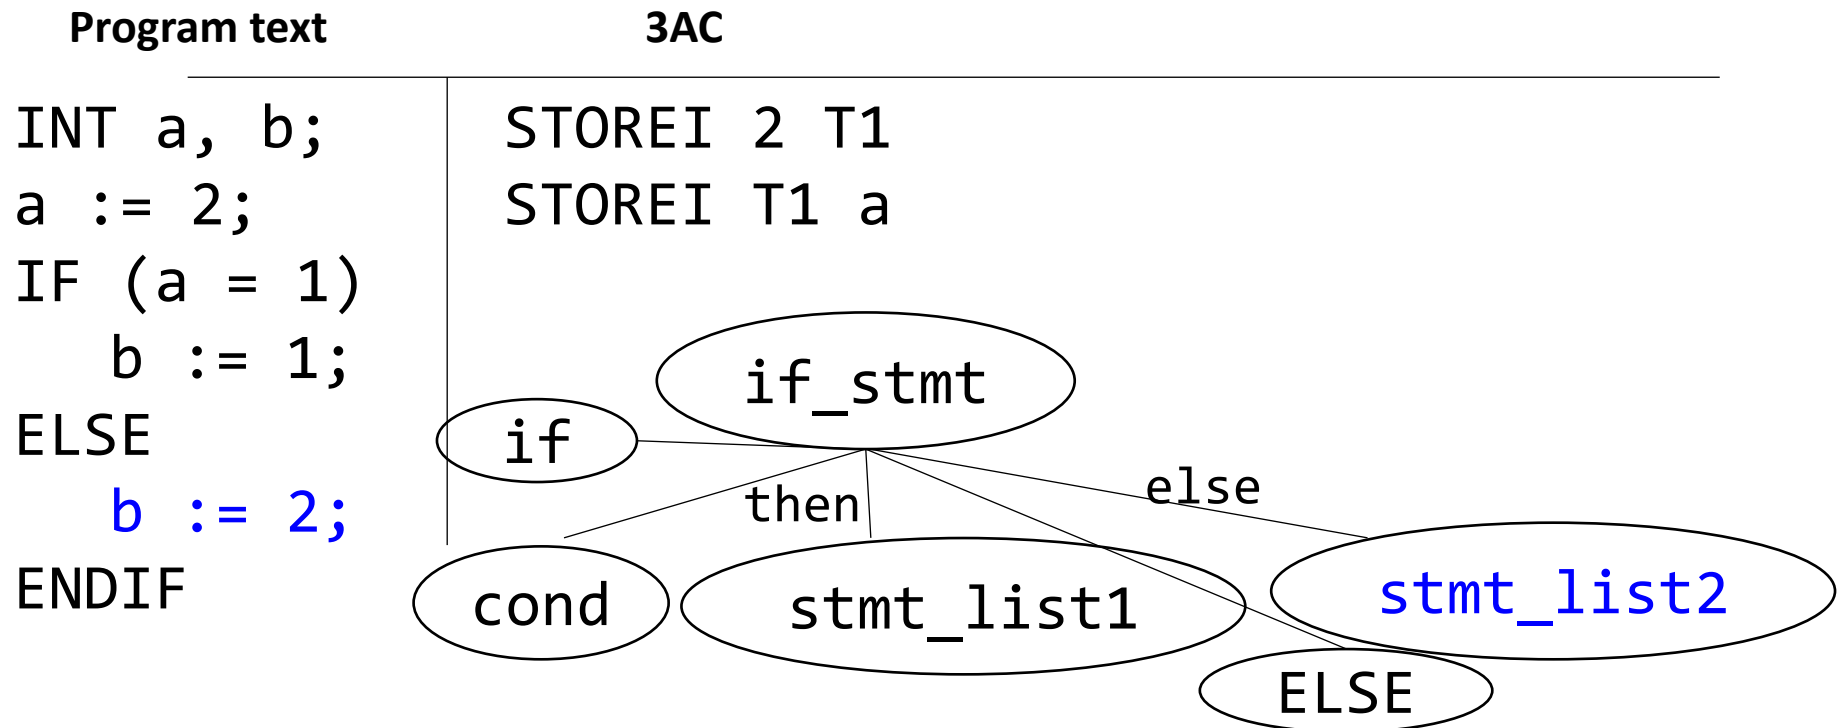 Program text
3AC
INT a, b;
a := 2;
IF (a = 1)
b := 1;
ELSE
b := 2;
ENDIF
STOREI 2 T1
STOREI T1 a
if_stmt
if
then
else
cond
stmt_list1
stmt_list2
ELSE